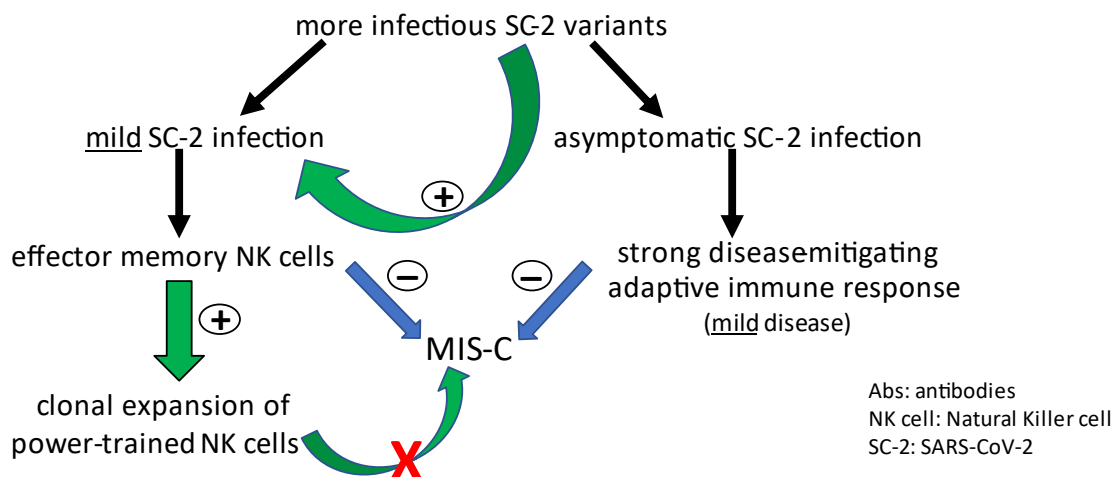 more infectious SC-2 variants
mild SC-2 infection
asymptomatic SC-2 infection
+
effector memory NK cells
−
−
strong diseasemitigating
adaptive immune response
(mild disease)
+
MIS-C
clonal expansion of
power-trained NK cells
X
Abs: antibodies
NK cell: Natural Killer cell
SC-2: SARS-CoV-2